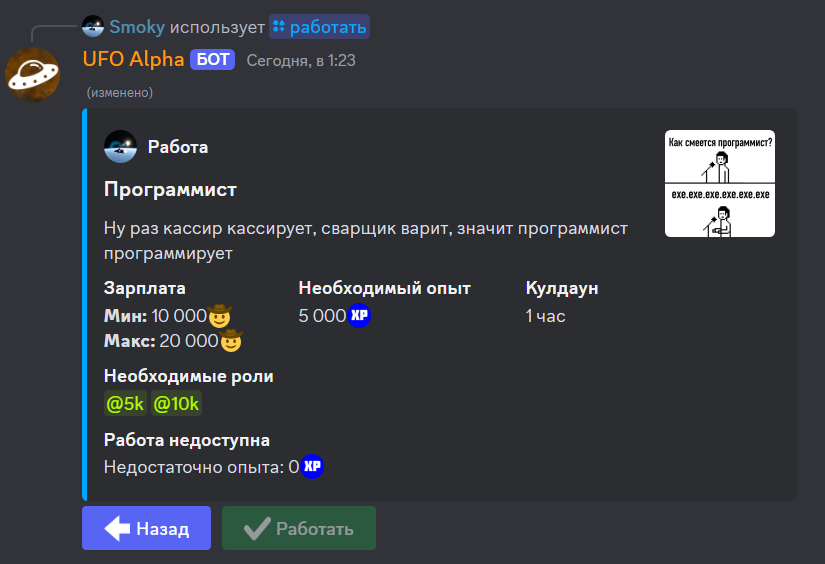 Smoky использует работать
UFO Alpha БОТ Сегодня, в 1:23
(изменено)
Работа
Как смеется программист?
exe.exe.exe.exe.exe.exe
Программист
Ну раз кассир кассирует, сварщик варит, значит программист
программирует
Зарплата Необходимый опыт Кулдаун
Мин: 10 000 5 000 XP 1 час
Макс: 20 000
Необходимые роли
@5k @10k
Работа недоступна
Недостаточно опыта: 0 XP
Назад Работать